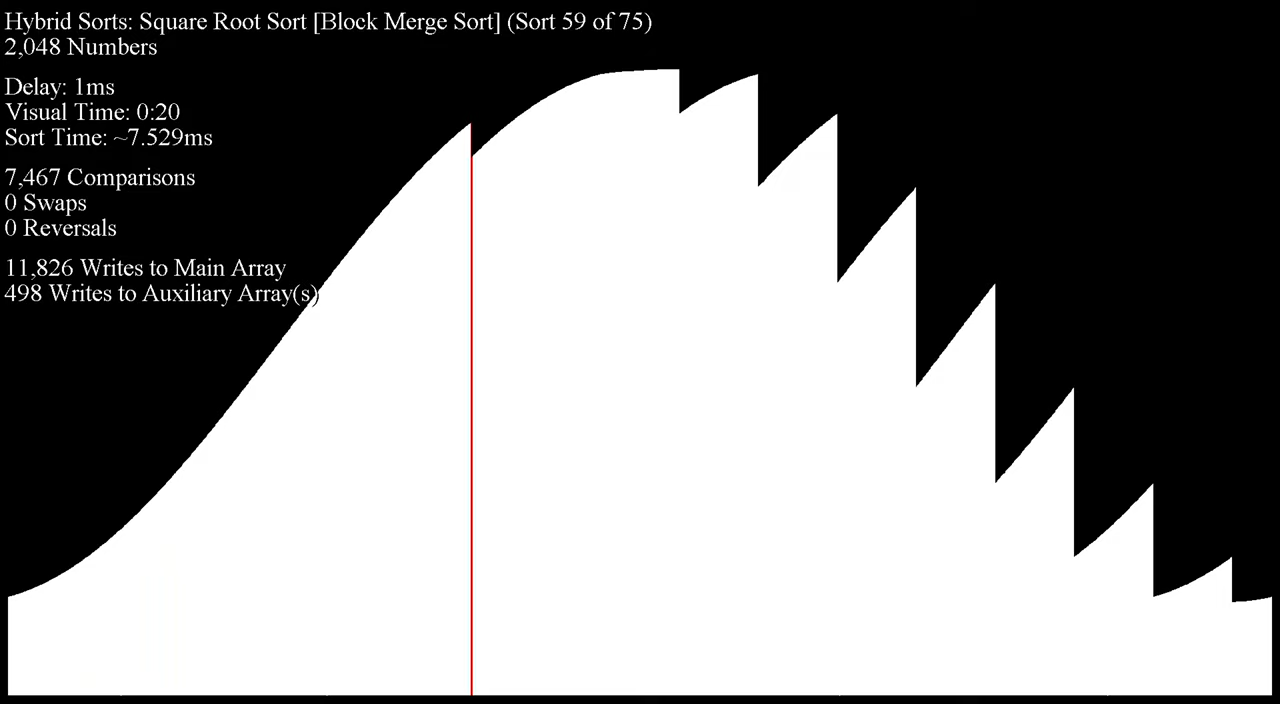 Hybrid Sorts: Square Root Sort [Block Merge Sort] (Sort 59 of 75)
2,048 Numbers
Delay: 1ms
Visual Time: 0:20
Sort Time: ~7.529ms
7,467 Comparisons
0 Swaps
0 Reversals
11,826 Writes to Main Array
498 Writes to Auxiliary Array(s)